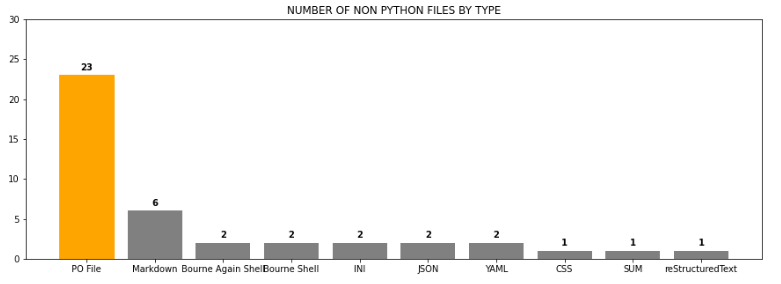 NUMBER OF NON PYTHON FILES BY TYPE
30
25
20
15
10
5
0
23
6
2
2
2
2
2
1
1
1
PO File
Markdown
Bourne Again Shell
Bourne Shell
INI
JSON
YAML
CSS
SUM
reStructuredText